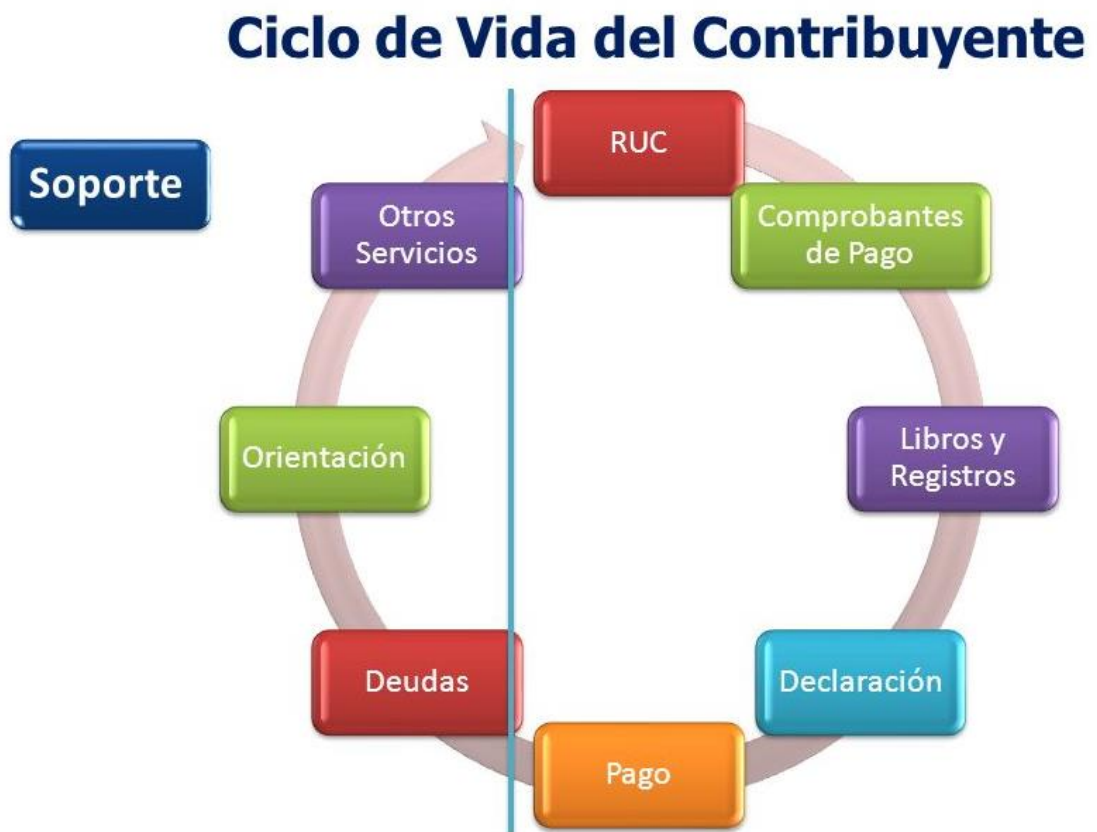 Ciclo de Vida del Contribuyente
Soporte
RUC
Comprobantes
de Pago
Libros y
Registros
Declaración
Pago
Deudas
Orientación
Otros
Servicios